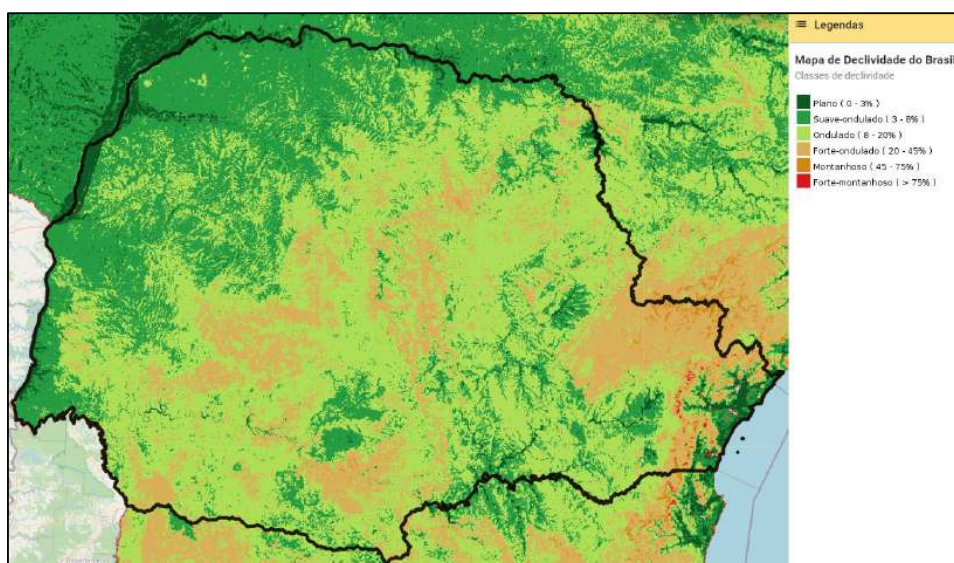 Legendas
Mapa de Declividade do Brasil
Classes de declividade
Plano ( 0 - 3% )
Suave-ondulado ( 3 - 8% )
Ondulado ( 8 - 20% )
Forte-ondulado ( 20 - 45% )
Montanhoso ( 45 - 75% )
Forte-montanhoso ( > 75% )